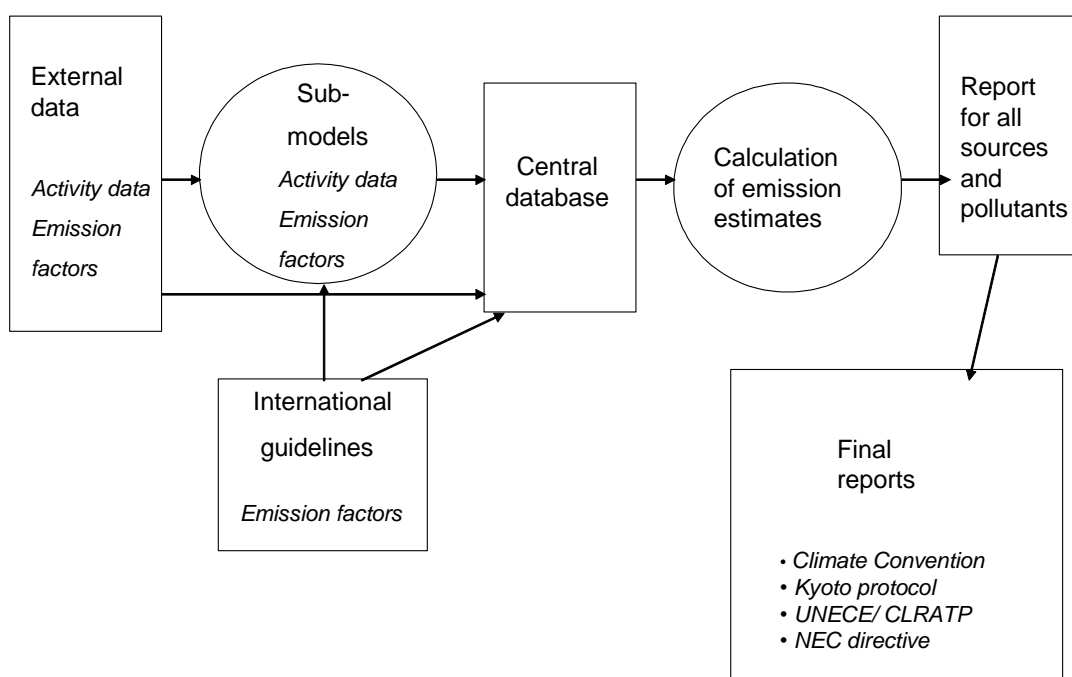 External
data
Activity data
Emission
factors
Sub-
models
Activity data
Emission
factors
Central
database
Calculation
of emission
estimates
Report
for all
sources
and
pollutants
International
guidelines
Emission factors
Final
reports
• Climate Convention
• Kyoto protocol
• UNECE/ CLRATP
• NEC directive